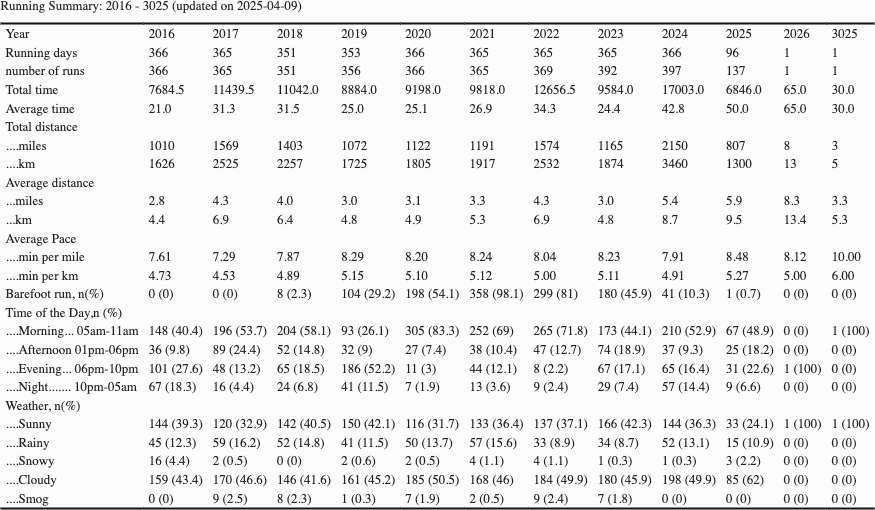 Running Summary: 2016 - 3025 (updated on 2025-04-09)
Year 2016 2017 2018 2019 2020 2021 2022 2023 2024 2025 2026 3025
Running days 366 365 351 353 366 365 365 365 366 96 1 1
number of runs 366 365 351 356 366 365 369 392 397 137 1 1
Total time 7684.5 11439.5 11042.0 8884.0 9198.0 9818.0 12656.5 9584.0 17003.0 6846.0 65.0 30.0
Average time 21.0 31.3 31.5 25.0 25.1 26.9 34.3 24.4 42.8 50.0 65.0 30.0
Total distance
....miles 1010 1569 1403 1072 1122 1191 1574 1165 2150 807 8 3
....km 1626 2525 2257 1725 1805 1917 2532 1874 3460 1300 13 5
Average distance
...miles 2.8 4.3 4.0 3.0 3.1 3.3 4.3 3.0 5.4 5.9 8.3 3.3
...km 4.4 6.9 6.4 4.8 4.9 5.3 6.9 4.8 8.7 9.5 13.4 5.3
Average Pace
....min per mile 7.61 7.29 7.87 8.29 8.20 8.24 8.04 8.23 7.91 8.48 8.12 10.00
....min per km 4.73 4.53 4.89 5.15 5.10 5.12 5.00 5.11 4.91 5.27 5.00 6.00
Barefoot run, n(%) 0 (0) 0 (0) 8 (2.3) 104 (29.2) 198 (54.1) 358 (98.1) 299 (81) 180 (45.9) 41 (10.3) 1 (0.7) 0 (0) 0 (0)
Time of the Day,n (%)
....Morning... 05am-11am 148 (40.4) 196 (53.7) 204 (58.1) 93 (26.1) 305 (83.3) 252 (69) 265 (71.8) 173 (44.1) 210 (52.9) 67 (48.9) 0 (0) 1 (100)
....Afternoon 01pm-06pm 36 (9.8) 89 (24.4) 52 (14.8) 32 (9) 27 (7.4) 38 (10.4) 47 (12.7) 74 (18.9) 37 (9.3) 25 (18.2) 0 (0) 0 (0)
....Evening... 06pm-10pm 101 (27.6) 48 (13.2) 65 (18.5) 186 (52.2) 11 (3) 44 (12.1) 8 (2.2) 67 (17.1) 65 (16.4) 31 (22.6) 1 (100) 0 (0)
....Night....... 10pm-05am 67 (18.3) 16 (4.4) 24 (6.8) 41 (11.5) 7 (1.9) 13 (3.6) 9 (2.4) 29 (7.4) 57 (14.4) 9 (6.6) 0 (0) 0 (0)
Weather, n(%)
....Sunny 144 (39.3) 120 (32.9) 142 (40.5) 150 (42.1) 116 (31.7) 133 (36.4) 137 (37.1) 166 (42.3) 144 (36.3) 33 (24.1) 1 (100) 1 (100)
....Rainy 45 (12.3) 59 (16.2) 52 (14.8) 41 (11.5) 50 (13.7) 57 (15.6) 33 (8.9) 34 (8.7) 52 (13.1) 15 (10.9) 0 (0) 0 (0)
....Snowy 16 (4.4) 2 (0.5) 0 (0) 2 (0.6) 2 (0.5) 4 (1.1) 4 (1.1) 1 (0.3) 1 (0.3) 3 (2.2) 0 (0) 0 (0)
....Cloudy 159 (43.4) 170 (46.6) 146 (41.6) 161 (45.2) 185 (50.5) 168 (46) 184 (49.9) 180 (45.9) 198 (49.9) 85 (62) 0 (0) 0 (0)
....Smog 0 (0) 9 (2.5) 8 (2.3) 1 (0.3) 7 (1.9) 2 (0.5) 9 (2.4) 7 (1.8) 0 (0) 0 (0) 0 (0) 0 (0)